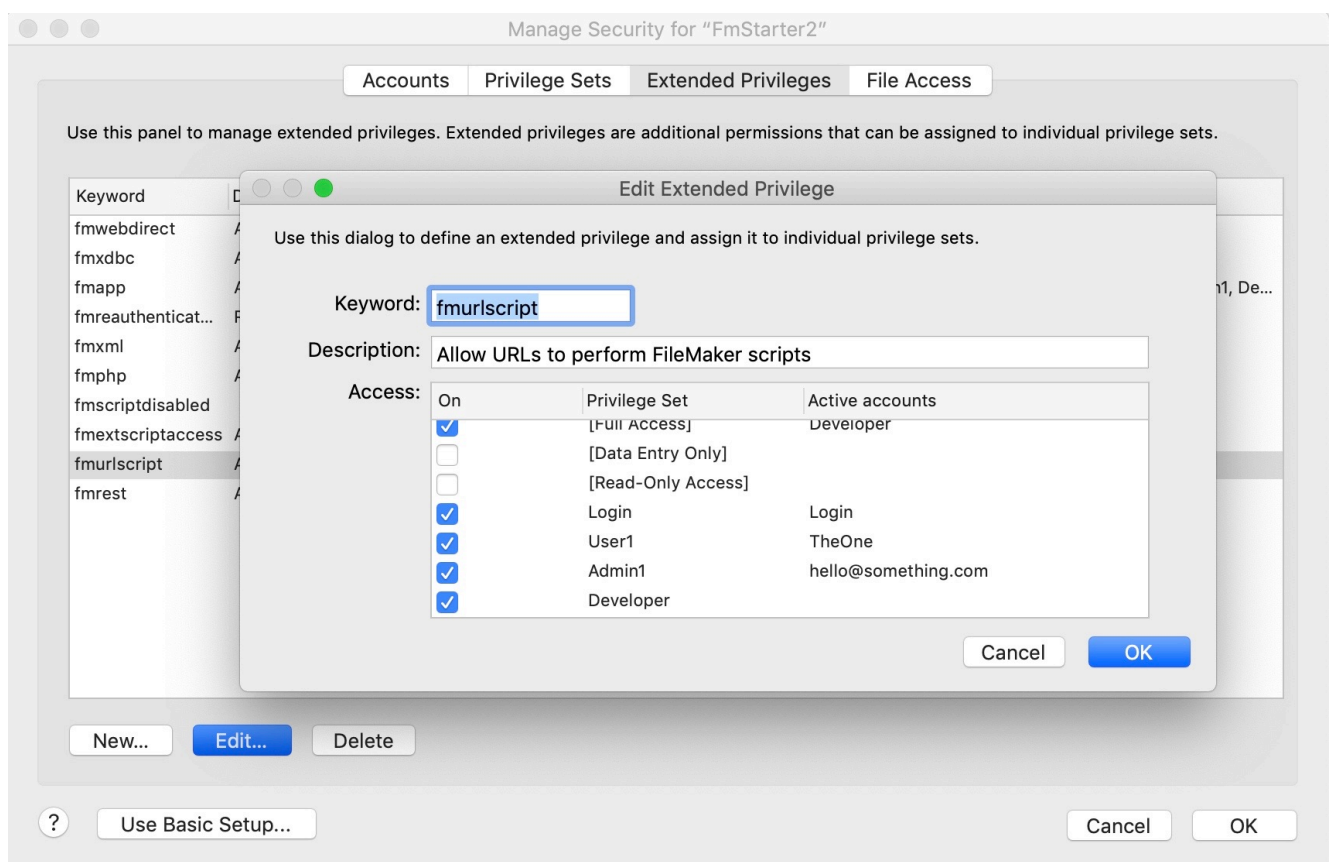 Manage Security for “FmStarter2”
Accounts Privilege Sets Extended Privileges File Access
Use this panel to manage extended privileges. Extended privileges are additional permissions that can be assigned to individual privilege sets.
Keyword
Edit Extended Privilege
fmwebdirect
Use this dialog to define an extended privilege and assign it to individual privilege sets.
fmxdbc
fmapp
fmreauthenticat...
fmxml
fmphp
fmscriptdisabled
fmextscriptaccess
fmurlscript
fmrest
Keyword: fmurlscript
Description: Allow URLs to perform FileMaker scripts
Access:
On Privilege Set Active accounts
[Full Access] Developer
[Data Entry Only]
[Read-Only Access]
Login Login
User1 TheOne
Admin1 hello@something.com
Developer
Cancel OK
New... Edit... Delete
? Use Basic Setup... Cancel OK